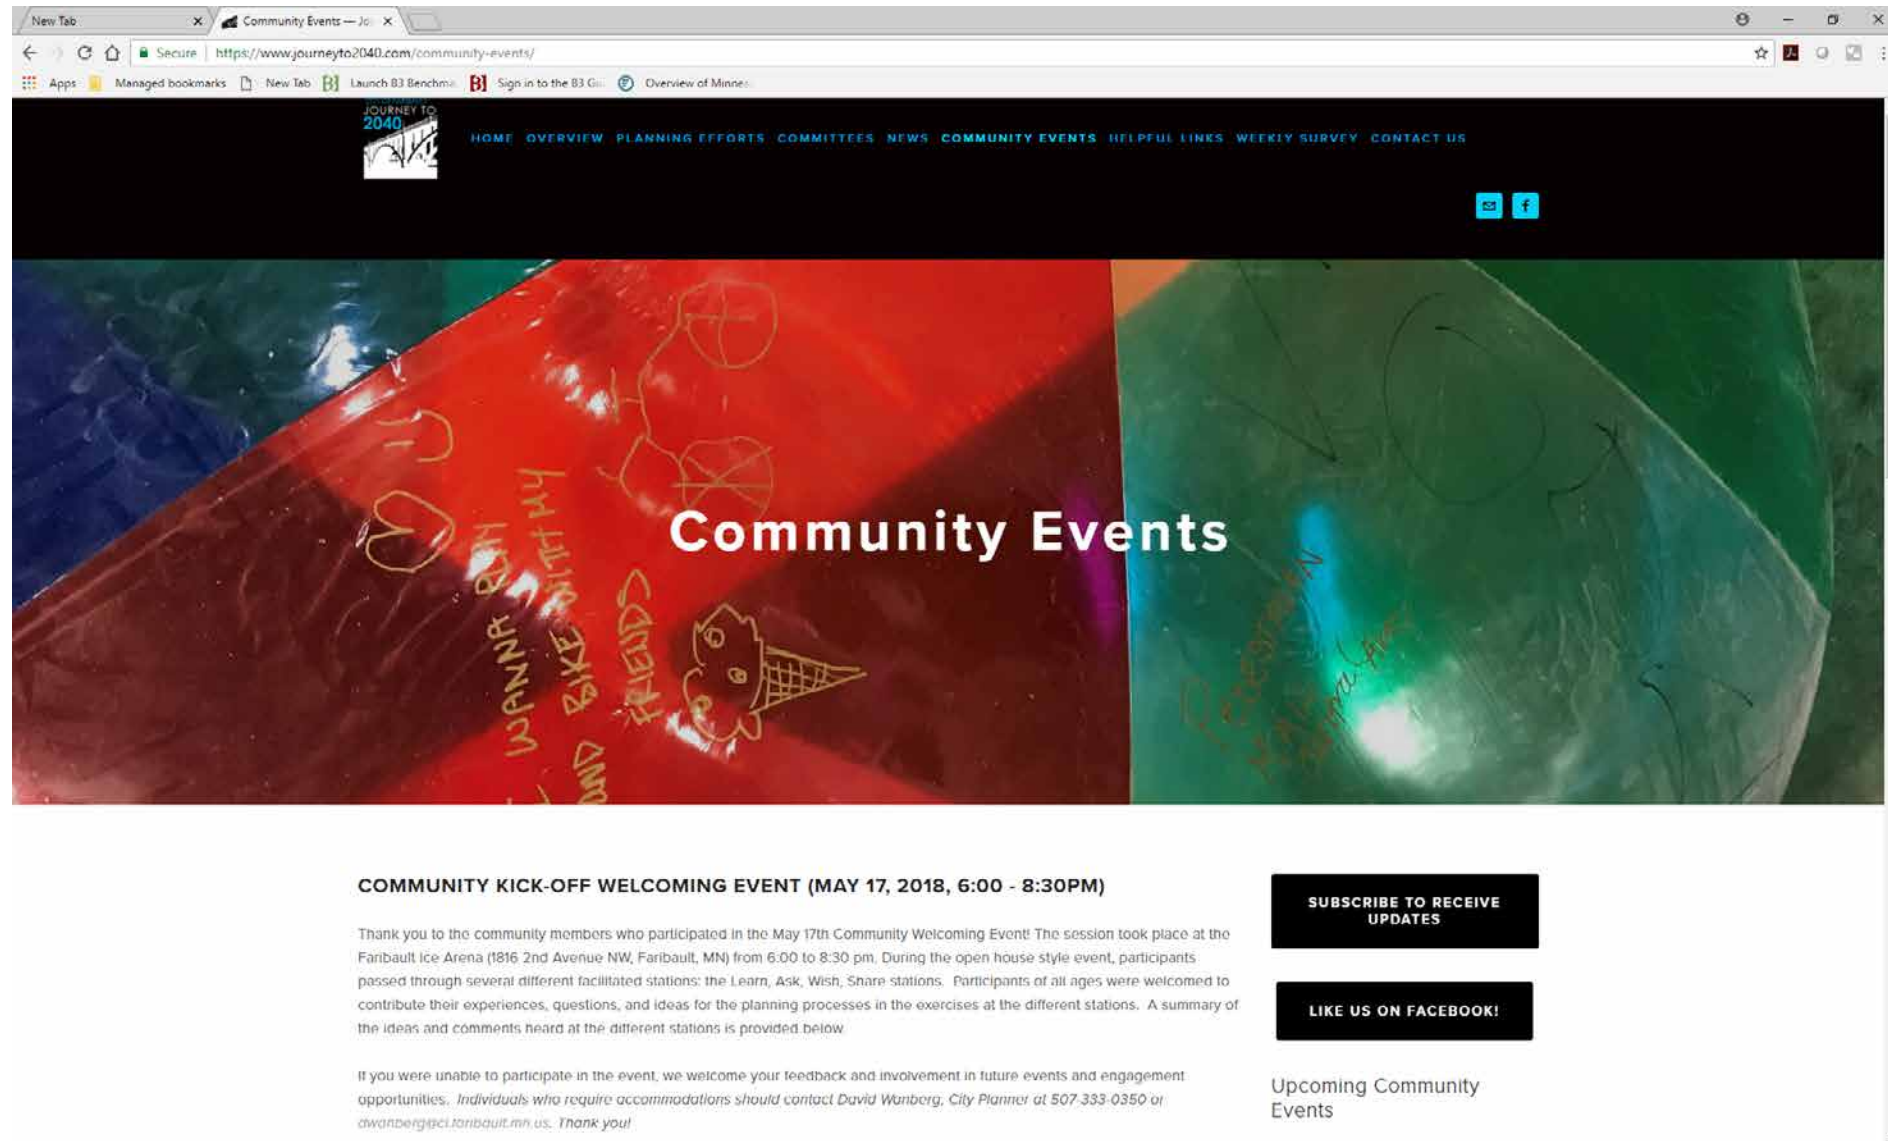 New Tab
Community Events — Jo
Secure
https://www.journeyto2040.com/community-events/
Apps
Managed bookmarks
New Tab
Launch B3 Benchma
Sign in to the B3 Gu
Overview of Minnes
JOURNEY TO
2040
HOME OVERVIEW PLANNING EFFORTS COMMITTEES NEWS COMMUNITY EVENTS HELPFUL LINKS WEEKLY SURVEY CONTACT US
WANNA RUN
AND BIKE WITH MY
FRIENDS
Community Events
COMMUNITY KICK-OFF WELCOMING EVENT (MAY 17, 2018, 6:00 - 8:30PM)
Thank you to the community members who participated in the May 17th Community Welcoming Event! The session took place at the
Faribault Ice Arena (1816 2nd Avenue NW, Faribault, MN) from 6:00 to 8:30 pm. During the open house style event, participants
passed through several different facilitated stations: the Learn, Ask, Wish, Share stations. Participants of all ages were welcomed to
contribute their experiences, questions, and ideas for the planning processes in the exercises at the different stations. A summary of
the ideas and comments heard at the different stations is provided below
If you were unable to participate in the event, we welcome your feedback and involvement in future events and engagement
opportunities. Individuals who require accommodations should contact David Wanberg, City Planner at 507-333-0350 or
dwanberg@ci.faribault.mn.us. Thank you!
SUBSCRIBE TO RECEIVE
UPDATES
LIKE US ON FACEBOOK!
Upcoming Community
Events